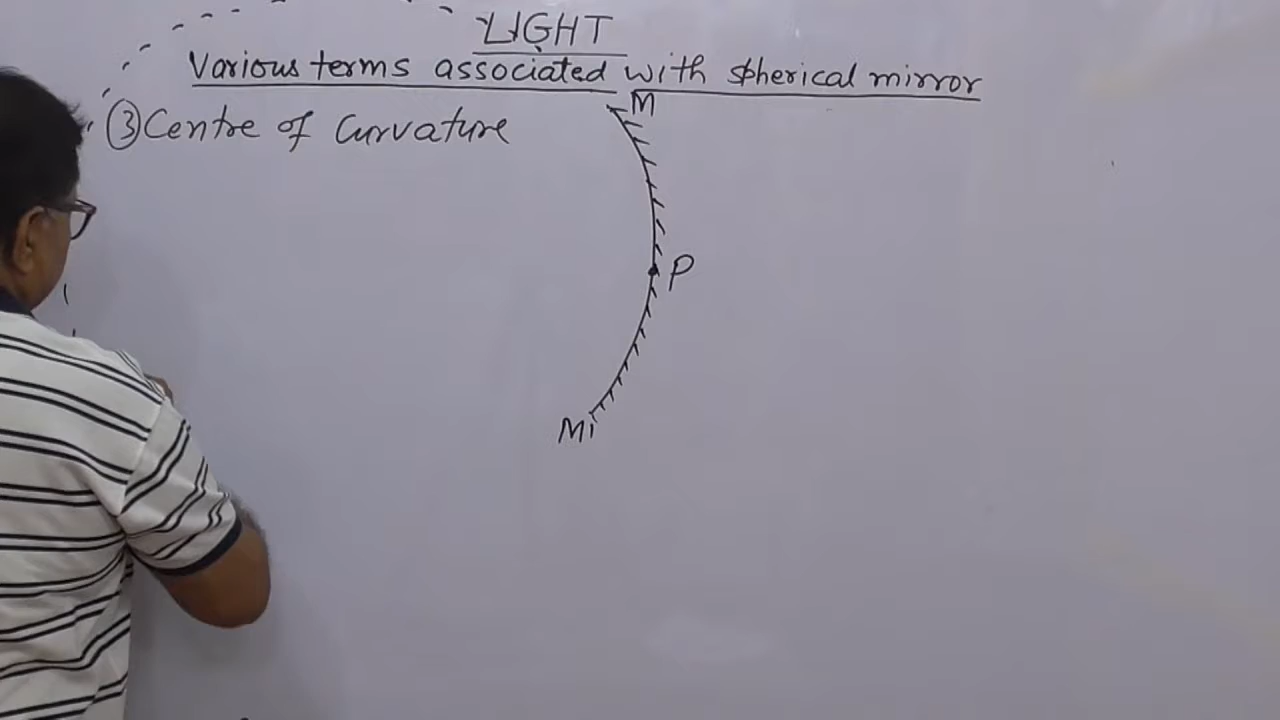 LIGHT
Various terms associated with spherical mirror
③ Centre of Curvature
M
P
M₁